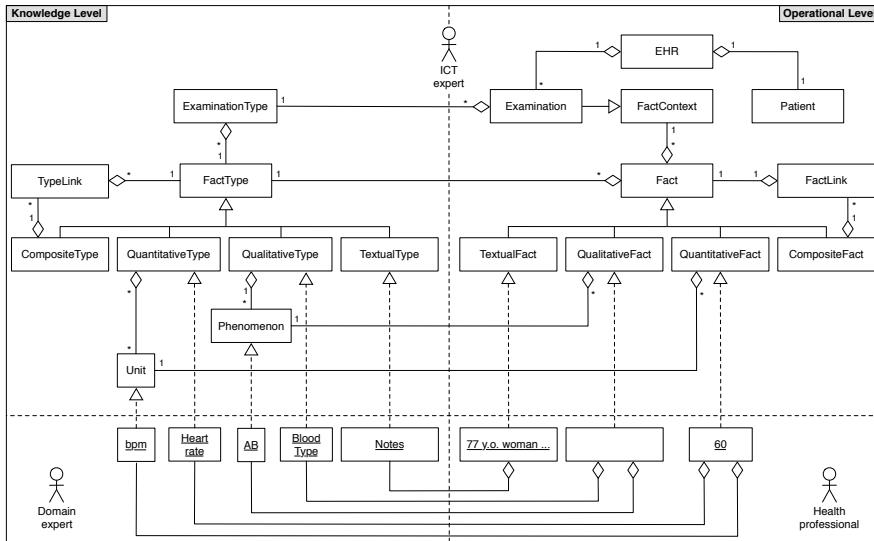 Knowledge Level
Operational Level
ICT
expert
1
EHR
1
*
1
ExaminationType
1
*
Examination
FactContext
Patient
*
1
1
*
TypeLink
*
1
FactType
1
*
Fact
1
1
FactLink
*
1
*
1
CompositeType
QuantitativeType
QualitativeType
TextualType
TextualFact
QualitativeFact
QuantitativeFact
CompositeFact
*
1
*
*
*
Phenomenon
1
*
Unit
1
bpm
Heart
rate
AB
Blood
Type
Notes
77 y.o. woman ...
60
Domain
expert
Health
professional